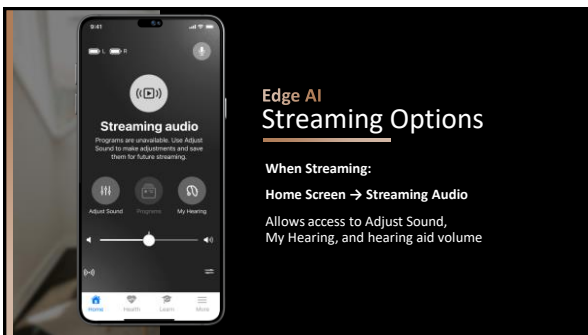 9:41
L R
Streaming audio
Programs are unavailable. Use Adjust
Sound to make adjustments and save
them for future streaming.
Adjust Sound Programs My Hearing
Home Health Learn More
Edge AI
Streaming Options
When Streaming:
Home Screen → Streaming Audio
Allows access to Adjust Sound,
My Hearing, and hearing aid volume